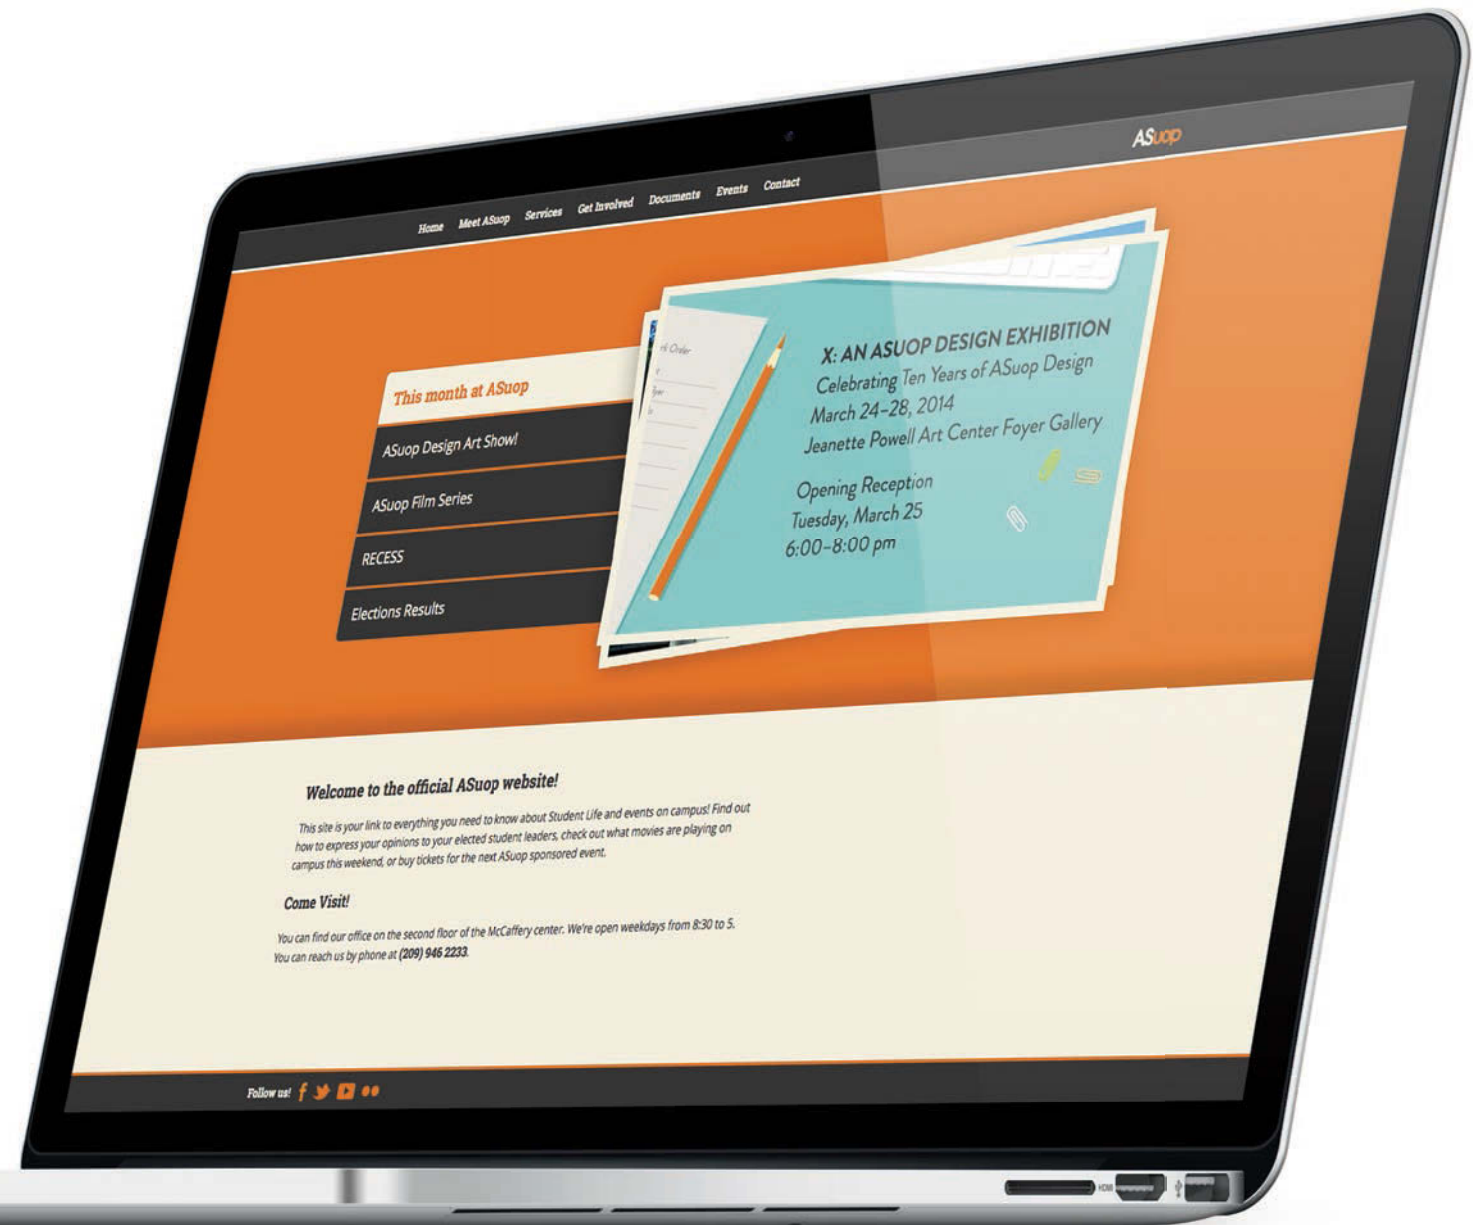 Home Meet ASuop Services Get Involved Documents Events Contact
ASuop
This month at ASuop
ASuop Design Art Show!
ASuop Film Series
RECESS
Elections Results
Order
X: AN ASUOP DESIGN EXHIBITION
Celebrating Ten Years of ASuop Design
March 24–28, 2014
Jeanette Powell Art Center Foyer Gallery
Opening Reception
Tuesday, March 25
6:00–8:00 pm
Welcome to the official ASuop website!
This site is your link to everything you need to know about Student Life and events on campus! Find out
how to express your opinions to your elected student leaders, check out what movies are playing on
campus this weekend, or buy tickets for the next ASuop sponsored event.
Come Visit!
You can find our office on the second floor of the McCaffery center. We're open weekdays from 8:30 to 5.
You can reach us by phone at (209) 946 2233.
Follow us!
HDMI